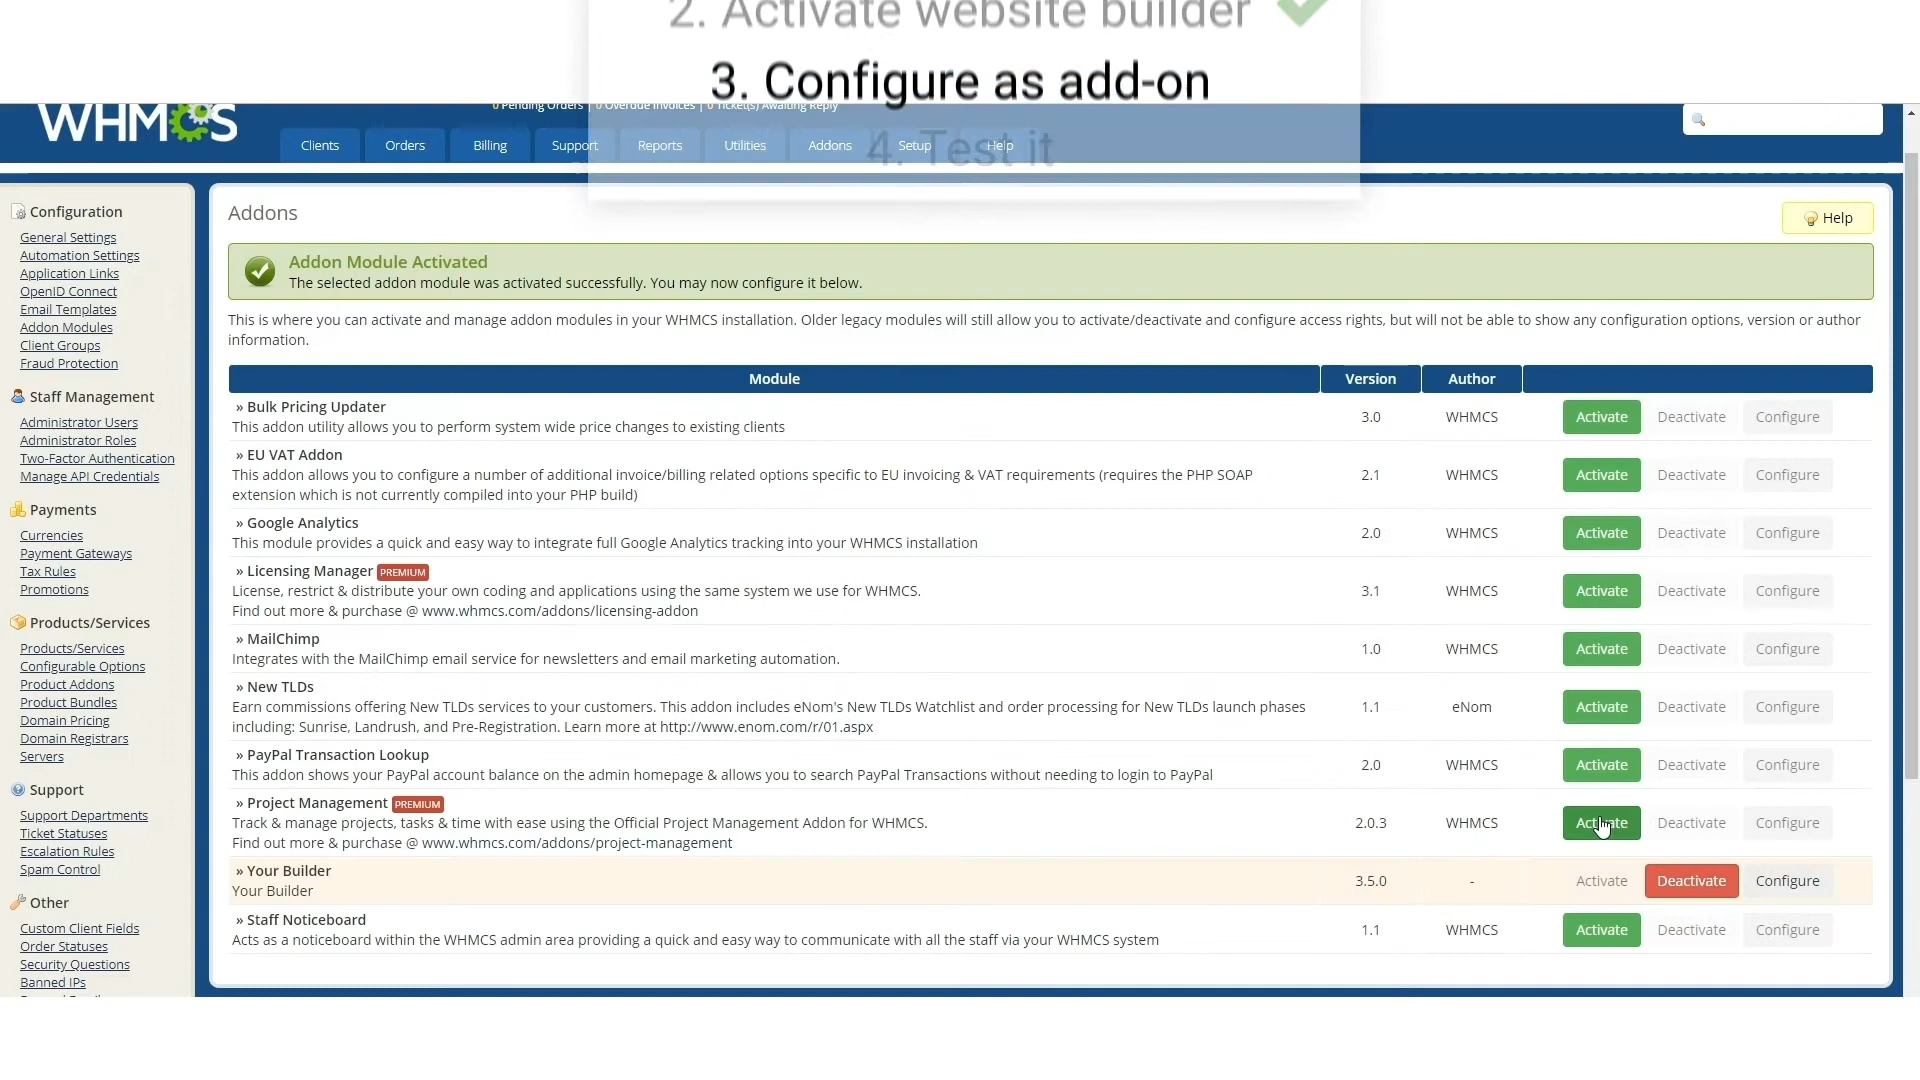 2. Activate website builder
3. Configure as add-on
4. Test it
WHMCS
0 Pending Orders | 0 Overdue Invoices | 0 Ticket(s) Awaiting Reply
Clients
Orders
Billing
Support
Reports
Utilities
Addons
Setup
Help
Configuration
General Settings
Automation Settings
Application Links
OpenID Connect
Email Templates
Addon Modules
Client Groups
Fraud Protection
Staff Management
Administrator Users
Administrator Roles
Two-Factor Authentication
Manage API Credentials
Payments
Currencies
Payment Gateways
Tax Rules
Promotions
Products/Services
Products/Services
Configurable Options
Product Addons
Product Bundles
Domain Pricing
Domain Registrars
Servers
Support
Support Departments
Ticket Statuses
Escalation Rules
Spam Control
Other
Custom Client Fields
Order Statuses
Security Questions
Banned IPs
Addons
Help
Addon Module Activated
The selected addon module was activated successfully. You may now configure it below.
This is where you can activate and manage addon modules in your WHMCS installation. Older legacy modules will still allow you to activate/deactivate and configure access rights, but will not be able to show any configuration options, version or author
information.
Module Version Author
» Bulk Pricing Updater
This addon utility allows you to perform system wide price changes to existing clients
3.0 WHMCS Activate Deactivate Configure
» EU VAT Addon
This addon allows you to configure a number of additional invoice/billing related options specific to EU invoicing & VAT requirements (requires the PHP SOAP
extension which is not currently compiled into your PHP build)
2.1 WHMCS Activate Deactivate Configure
» Google Analytics
This module provides a quick and easy way to integrate full Google Analytics tracking into your WHMCS installation
2.0 WHMCS Activate Deactivate Configure
» Licensing Manager PREMIUM
License, restrict & distribute your own coding and applications using the same system we use for WHMCS.
Find out more & purchase @ www.whmcs.com/addons/licensing-addon
3.1 WHMCS Activate Deactivate Configure
» MailChimp
Integrates with the MailChimp email service for newsletters and email marketing automation.
1.0 WHMCS Activate Deactivate Configure
» New TLDs
Earn commissions offering New TLDs services to your customers. This addon includes eNom's New TLDs Watchlist and order processing for New TLDs launch phases
including: Sunrise, Landrush, and Pre-Registration. Learn more at http://www.enom.com/r/01.aspx
1.1 eNom Activate Deactivate Configure
» PayPal Transaction Lookup
This addon shows your PayPal account balance on the admin homepage & allows you to search PayPal Transactions without needing to login to PayPal
2.0 WHMCS Activate Deactivate Configure
» Project Management PREMIUM
Track & manage projects, tasks & time with ease using the Official Project Management Addon for WHMCS.
Find out more & purchase @ www.whmcs.com/addons/project-management
2.0.3 WHMCS Activate Deactivate Configure
» Your Builder
Your Builder
3.5.0 - Activate Deactivate Configure
» Staff Noticeboard
Acts as a noticeboard within the WHMCS admin area providing a quick and easy way to communicate with all the staff via your WHMCS system
1.1 WHMCS Activate Deactivate Configure